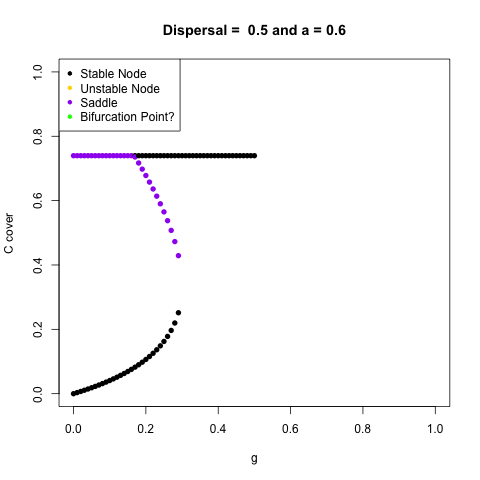 Dispersal =  0.5 and a = 0.6
Stable Node
Unstable Node
Saddle
Bifurcation Point?
C cover
1.0
0.8
0.6
0.4
0.2
0.0
0.0 0.2 0.4 0.6 0.8 1.0
g